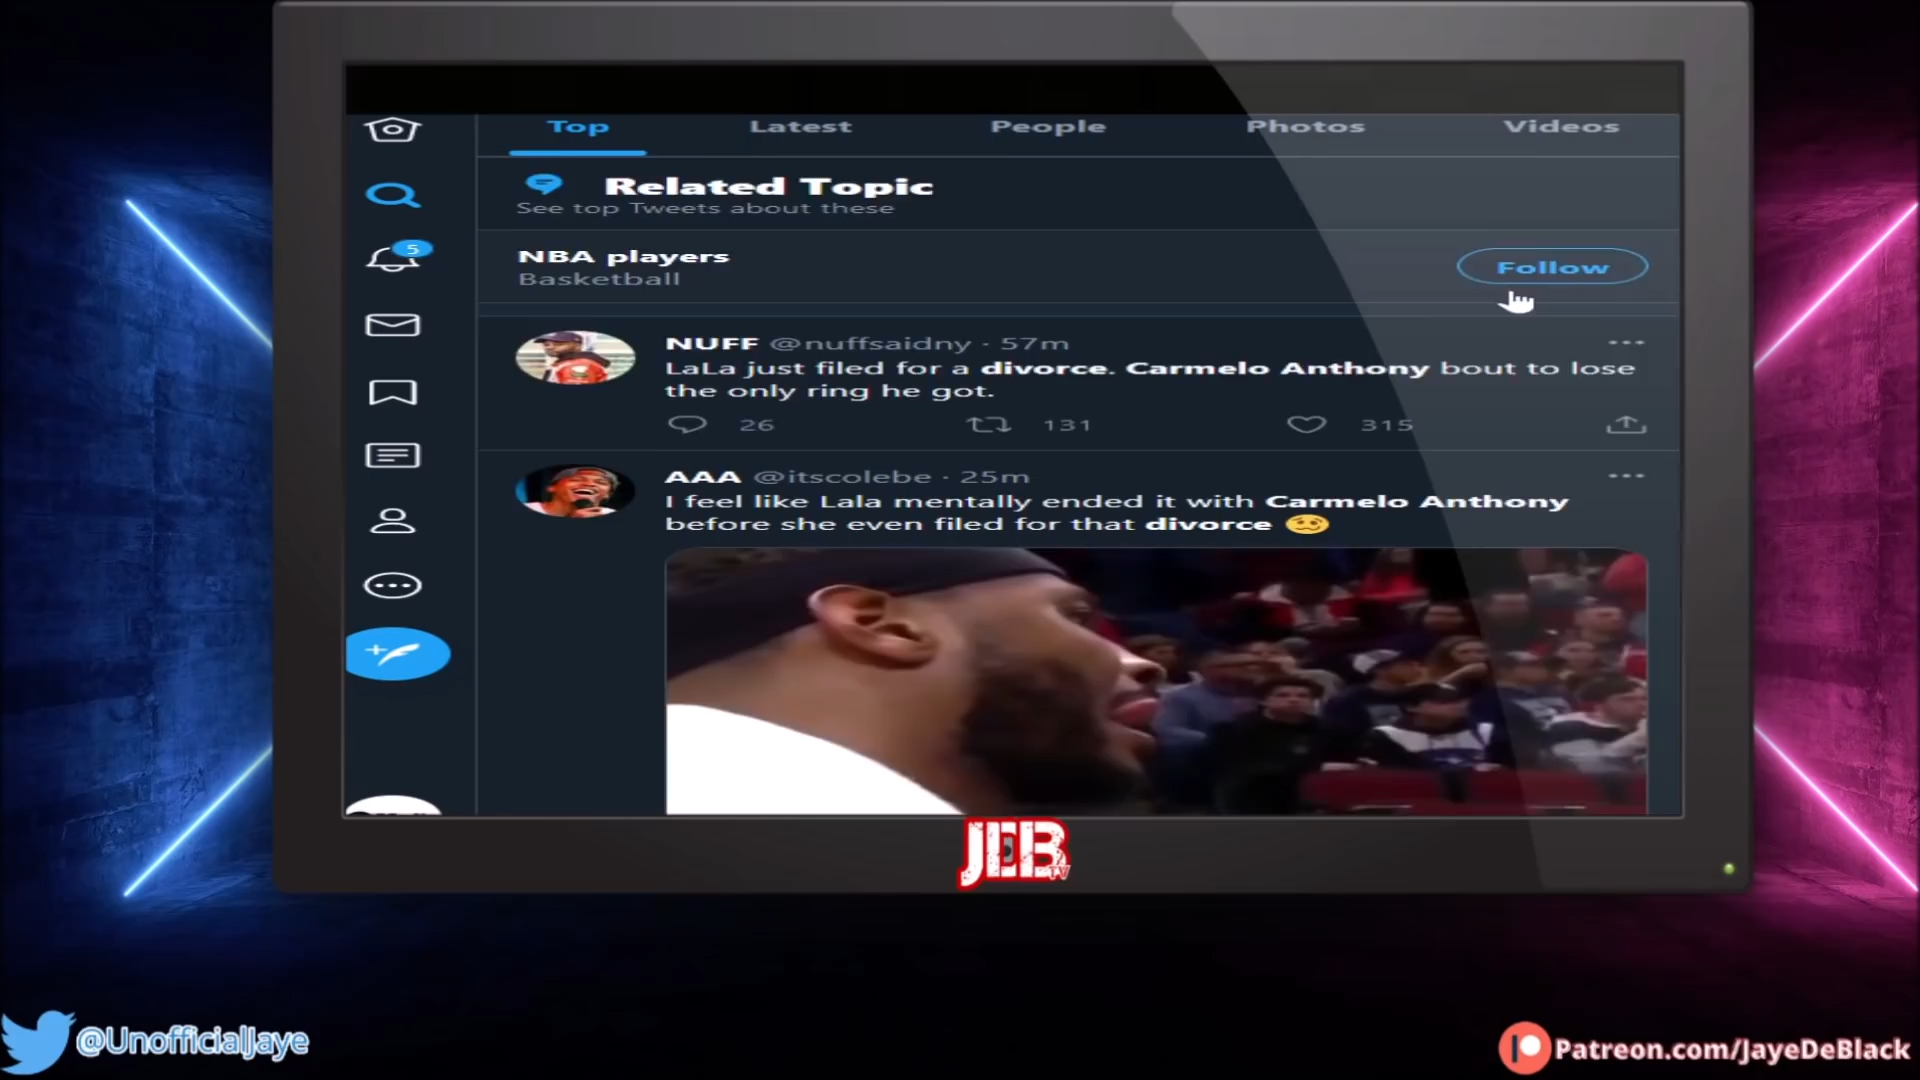 Top Latest People Photos Videos
Related Topic
See top Tweets about these
NBA players
Basketball
Follow
5
NUFF @nuffsaidny · 57m
LaLa just filed for a divorce. Carmelo Anthony bout to lose
the only ring he got.
26 131 315
AAA @itscolebe · 25m
I feel like Lala mentally ended it with Carmelo Anthony
before she even filed for that divorce 🥴
JEB TV
@UnofficialJaye
Patreon.com/JayeDeBlack